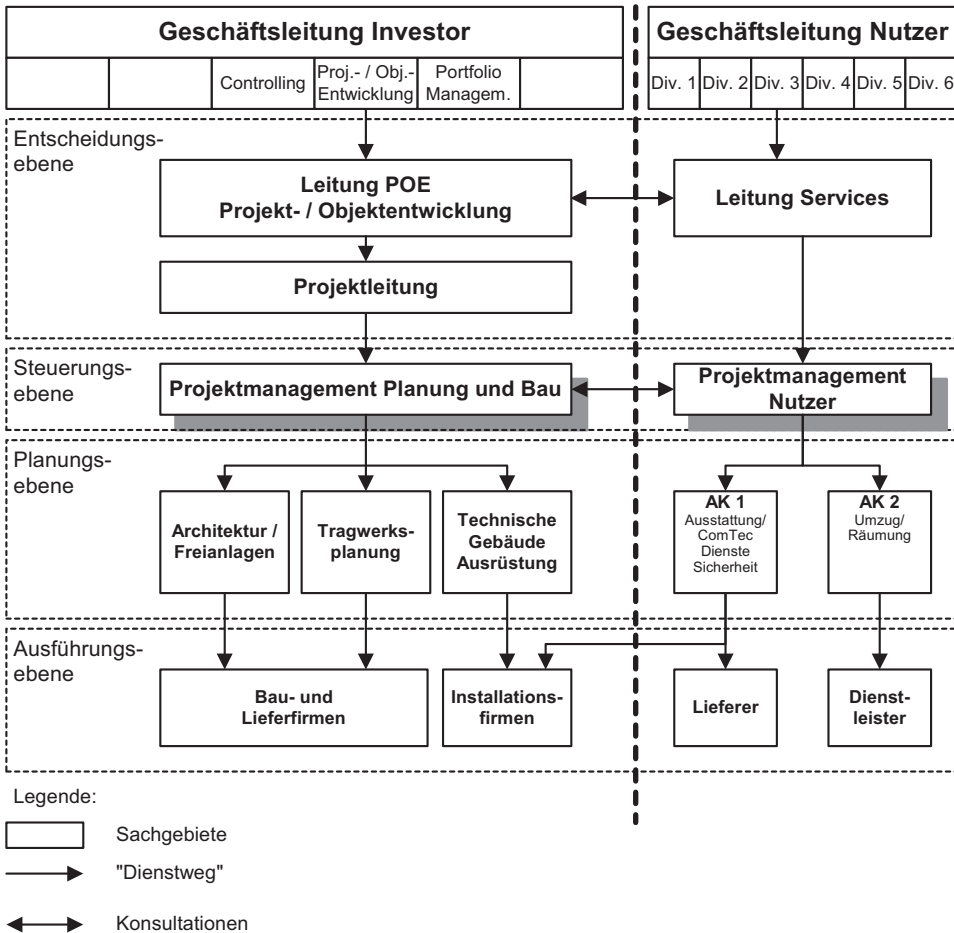 Geschäftsleitung Investor
Controlling
Proj.- / Obj.-
Entwicklung
Portfolio
Managem.
Geschäftsleitung Nutzer
Div. 1
Div. 2
Div. 3
Div. 4
Div. 5
Div. 6
Entscheidungs-
ebene
Leitung POE
Projekt- / Objektentwicklung
Leitung Services
Projektleitung
Steuerungs-
ebene
Projektmanagement Planung und Bau
Projektmanagement
Nutzer
Planungs-
ebene
Architektur /
Freianlagen
Tragwerks-
planung
Technische
Gebäude
Ausrüstung
AK 1
Ausstattung/
ComTec
Dienste
Sicherheit
AK 2
Umzug/
Räumung
Ausführungs-
ebene
Bau- und
Lieferfirmen
Installations-
firmen
Lieferer
Dienst-
leister
Legende:
Sachgebiete
"Dienstweg"
Konsultationen